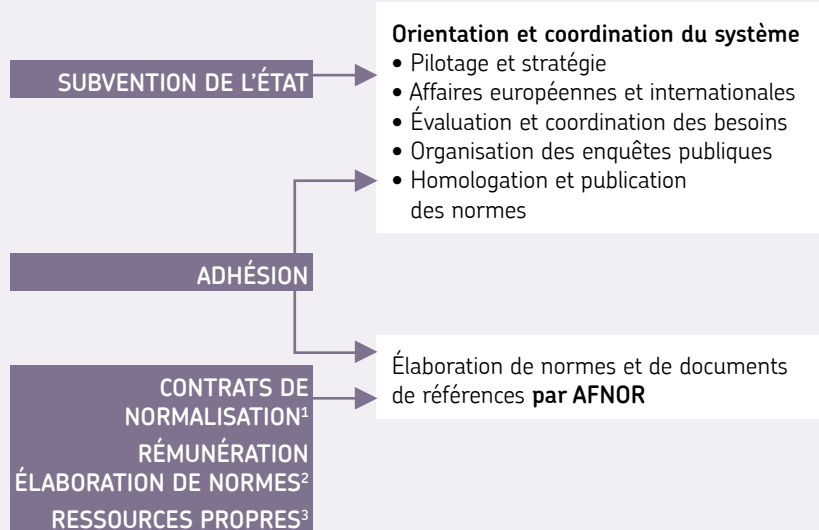 SUBVENTION DE L'ÉTAT
Orientation et coordination du système
• Pilotage et stratégie
• Affaires européennes et internationales
• Évaluation et coordination des besoins
• Organisation des enquêtes publiques
• Homologation et publication
des normes
ADHÉSION
CONTRATS DE
NORMALISATION¹
RÉMUNÉRATION
ÉLABORATION DE NORMES²
RESSOURCES PROPRES³
Élaboration de normes et de documents
de références par AFNOR